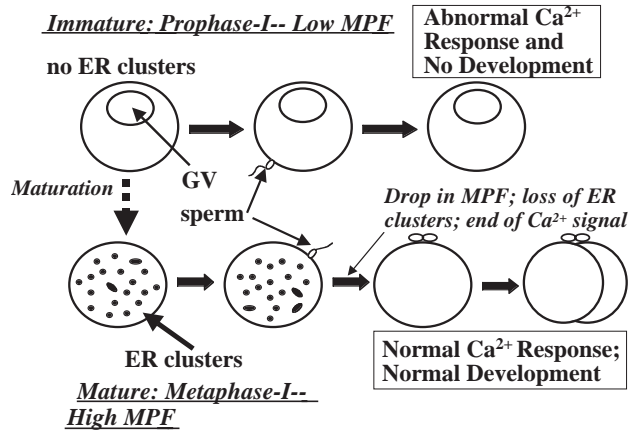 Immature: Prophase-I-- Low MPF
Abnormal Ca²⁺
Response and
No Development
no ER clusters
GV
Maturation
sperm
Drop in MPF; loss of ER
clusters; end of Ca²⁺ signal
ER clusters
Normal Ca²⁺ Response;
Normal Development
Mature: Metaphase-I--
High MPF